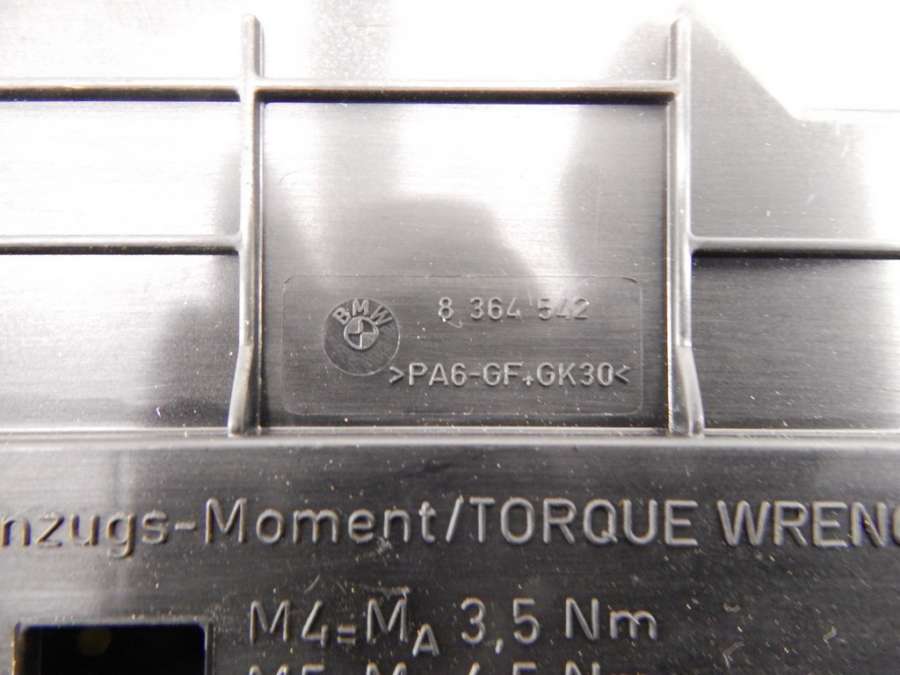 BMW
8 364 542
>PA6-GF+GK30<
nzugs-Moment/TORQUE WRENC
M4=MA 3,5 Nm